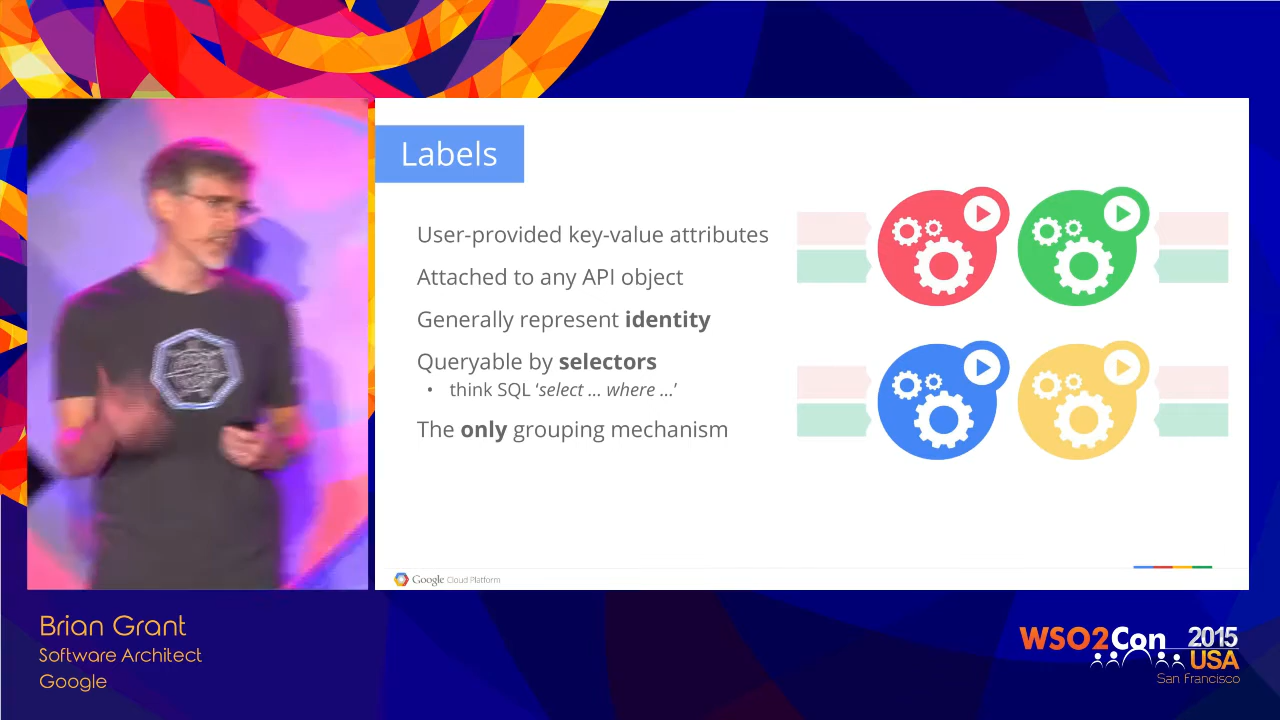 Labels
User-provided key-value attributes
Attached to any API object
Generally represent identity
Queryable by selectors
• think SQL ‘select ... where ...’
The only grouping mechanism
Google Cloud Platform
Brian Grant
Software Architect
Google
WSO2Con 2015
USA
San Francisco